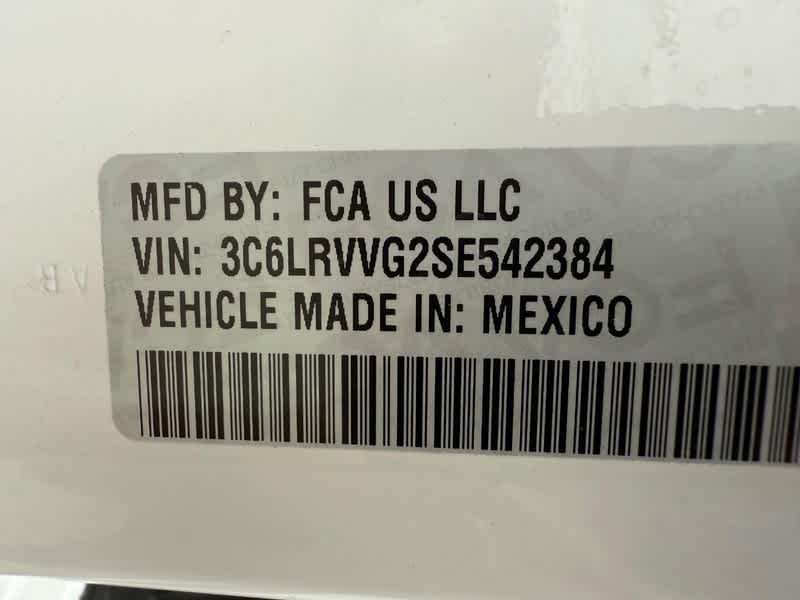 MFD BY: FCA US LLC
VIN: 3C6LRVVG2SE542384
VEHICLE MADE IN: MEXICO